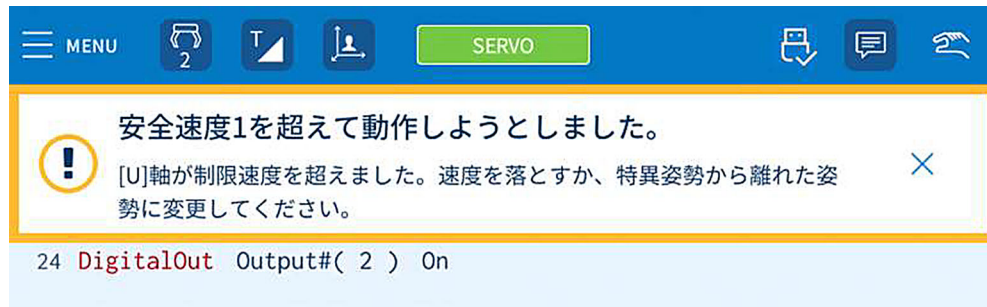 MENU
2
T
SERVO
安全速度1を超えて動作しようとしました。
[U]軸が制限速度を超えました。速度を落とすか、特異姿勢から離れた姿
勢に変更してください。
24 DigitalOut Output#( 2 ) On